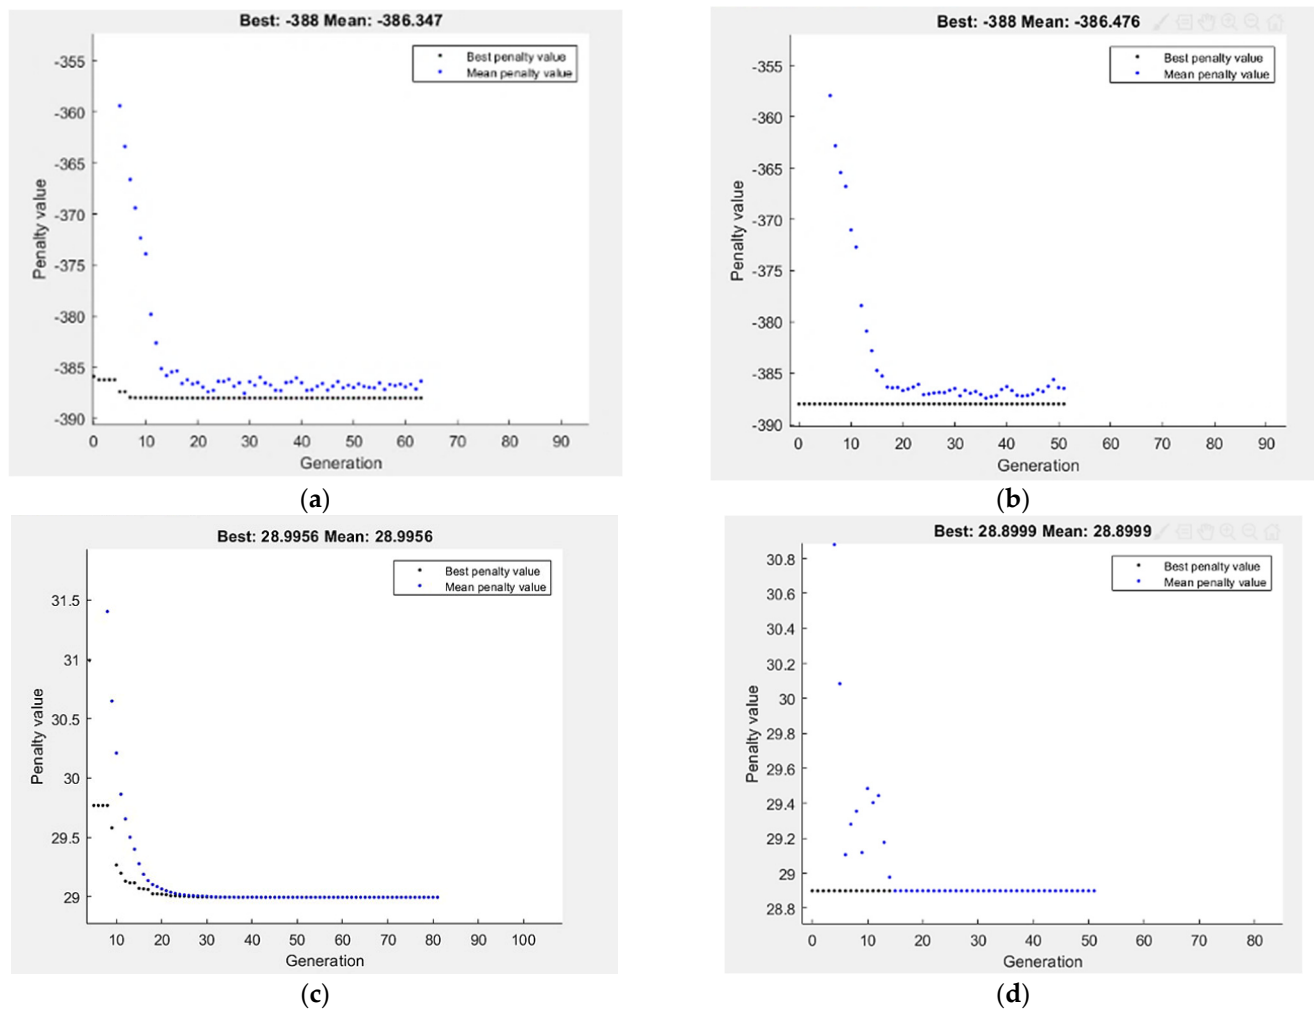 Best: -388 Mean: -386.347
Best penalty value
Mean penalty value
-355
-360
-365
-370
-375
-380
-385
-390
Penalty value
0 10 20 30 40 50 60 70 80 90
Generation
(a)
Best: -388 Mean: -386.476
Best penalty value
Mean penalty value
-355
-360
-365
-370
-375
-380
-385
-390
Penalty value
0 10 20 30 40 50 60 70 80 90
Generation
(b)
Best: 28.9956 Mean: 28.9956
Best penalty value
Mean penalty value
31.5
31
30.5
30
29.5
29
Penalty value
10 20 30 40 50 60 70 80 90 100
Generation
(c)
Best: 28.8999 Mean: 28.8999
Best penalty value
Mean penalty value
30.8
30.6
30.4
30.2
30
29.8
29.6
29.4
29.2
29
28.8
Penalty value
0 10 20 30 40 50 60 70 80
Generation
(d)